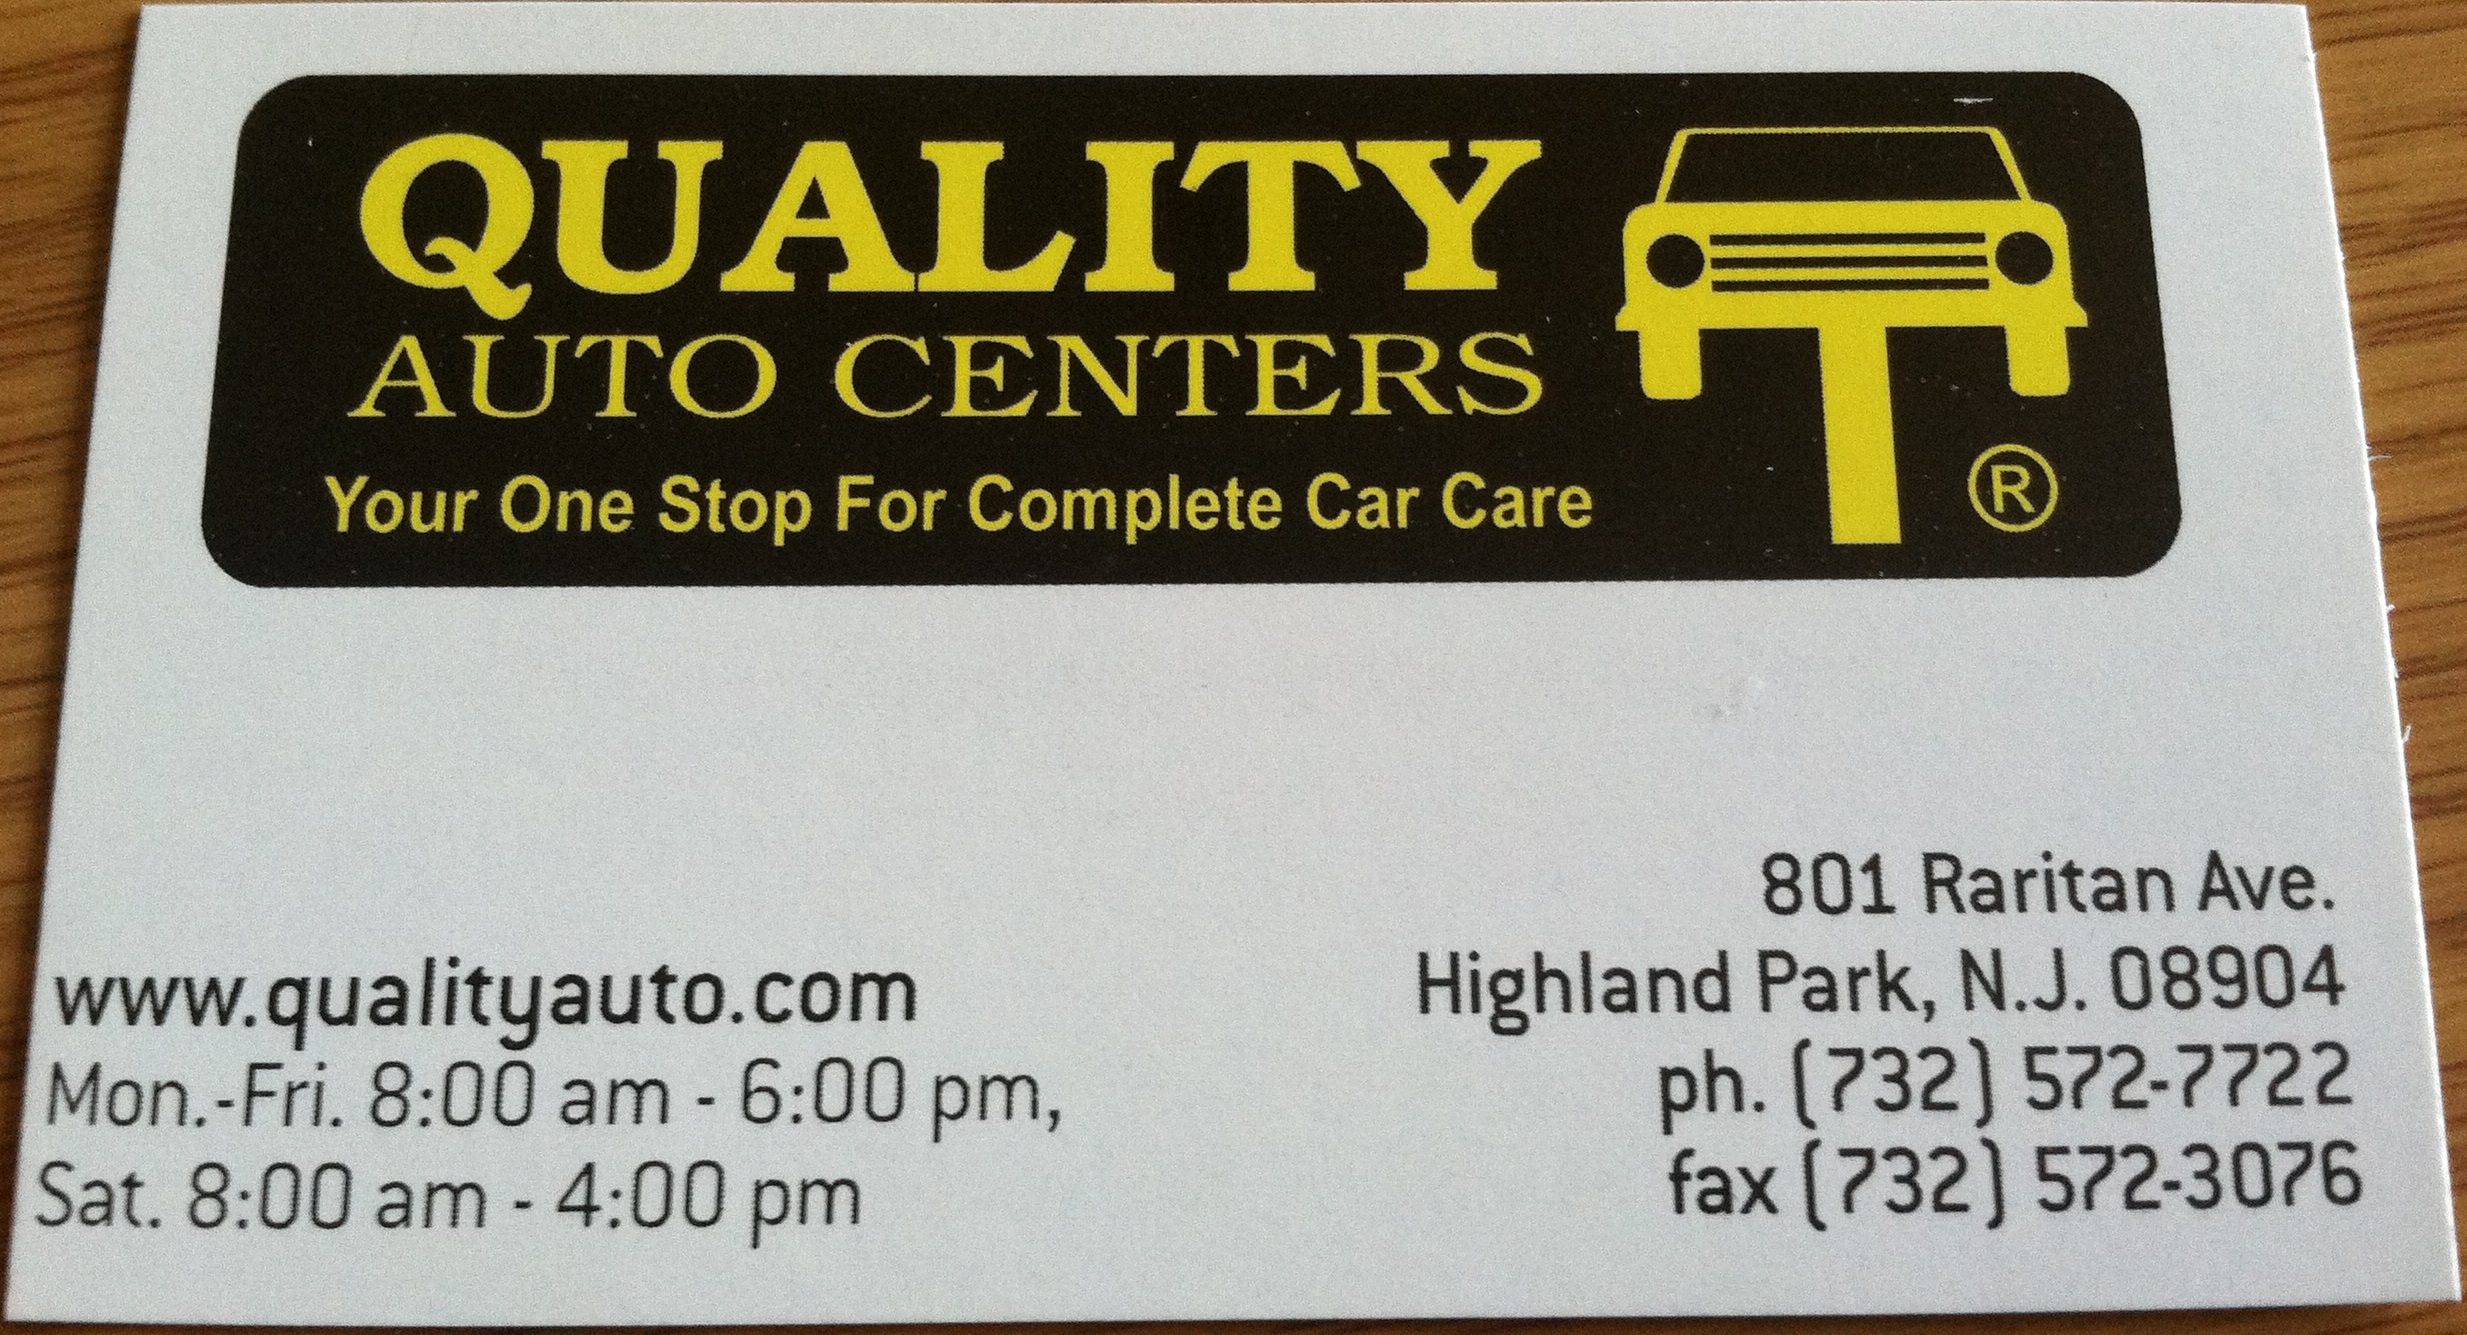 QUALITY
AUTO CENTERS
Your One Stop For Complete Car Care
®
www.qualityauto.com
Mon.-Fri. 8:00 am - 6:00 pm,
Sat. 8:00 am - 4:00 pm
801 Raritan Ave.
Highland Park, N.J. 08904
ph. (732) 572-7722
fax (732) 572-3076